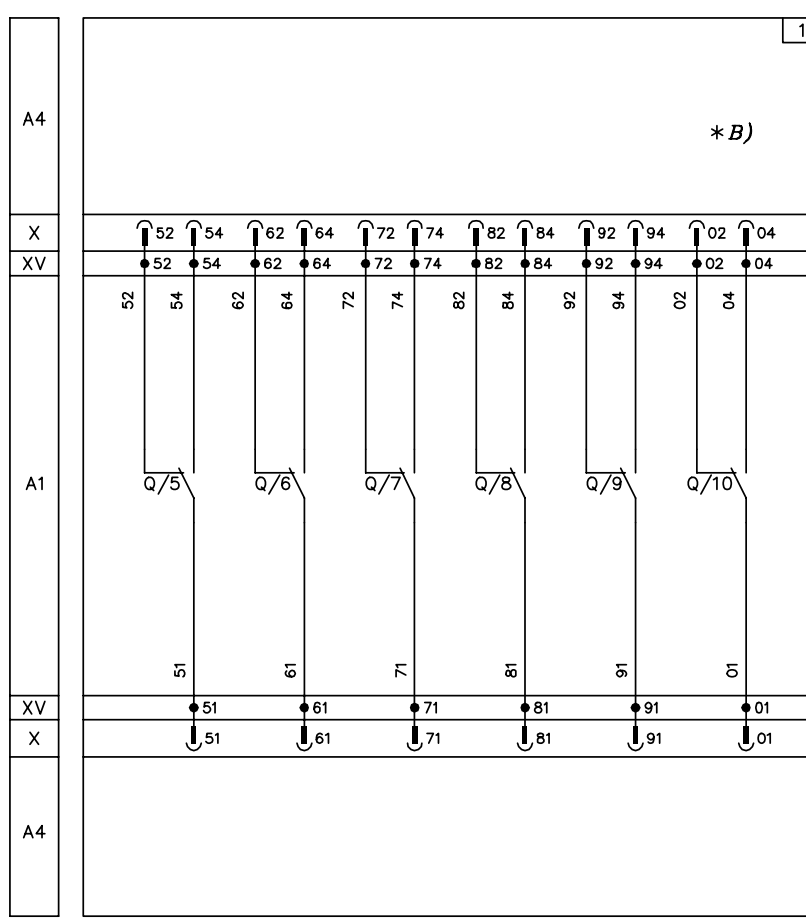 1
A4
*B)
X 52 54 62 64 72 74 82 84 92 94 02 04
XV 52 54 62 64 72 74 82 84 92 94 02 04
52 54 62 64 72 74 82 84 92 94 02 04
A1 Q/5 Q/6 Q/7 Q/8 Q/9 Q/10
51 61 71 81 91 01
XV 51 61 71 81 91 01
X 51 61 71 81 91 01
A4